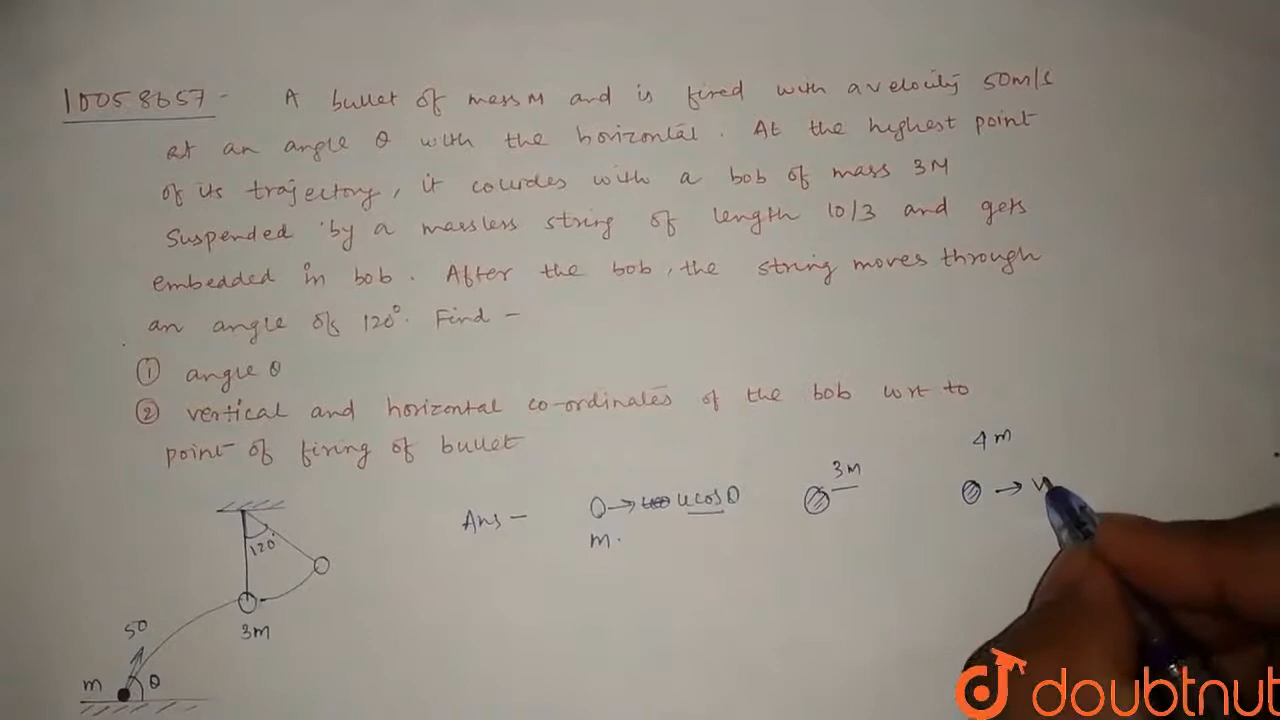 10058657 - A bullet of mass M and is fired with a velocity 50m/s
at an angle θ with the horizontal. At the highest point
of its trajectory, it collides with a bob of mass 3M
suspended by a massless string of length 10/3 and gets
embedded in bob. After the bob, the string moves through
an angle of 120°. Find -
① angle θ
② vertical and horizontal co-ordinates of the bob wrt to
point of firing of bullet
4m
3m
Ans - → ucosθ → V
m.
120°
50
3m
m θ
doubtnut